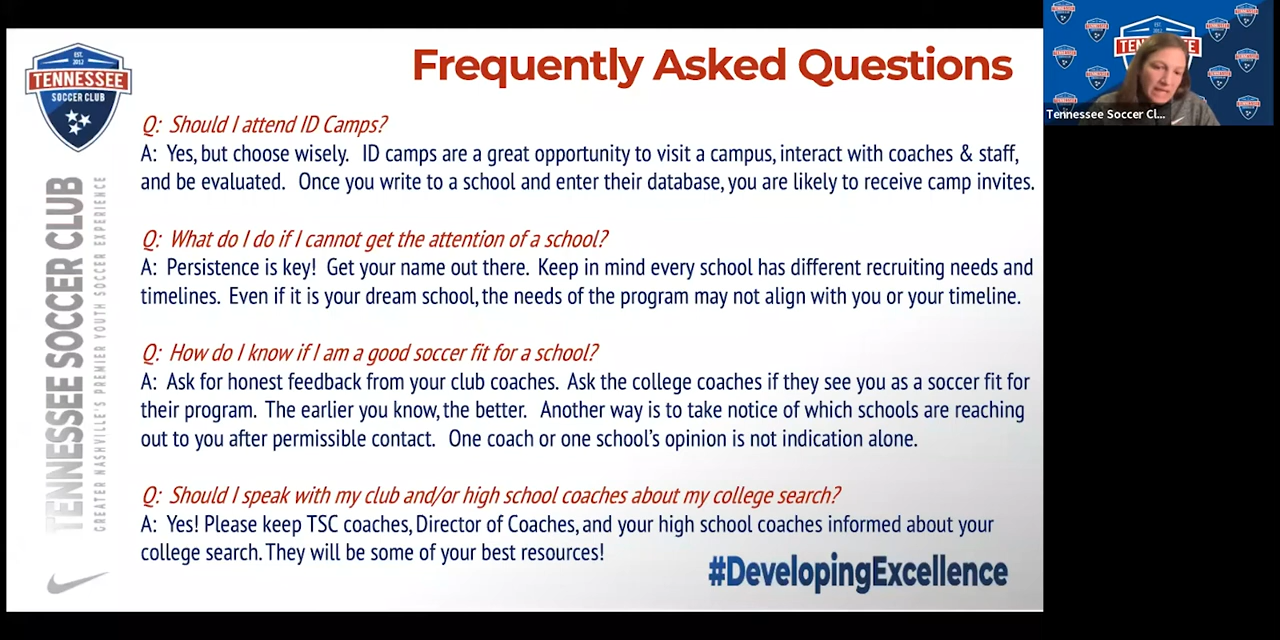 EST.
2012
TENNESSEE
SOCCER CLUB
TENNESSEE SOCCER CLUB
GREATER NASHVILLE'S PREMIER YOUTH SOCCER EXPERIENCE
Frequently Asked Questions
Q: Should I attend ID Camps?
A: Yes, but choose wisely. ID camps are a great opportunity to visit a campus, interact with coaches & staff,
and be evaluated. Once you write to a school and enter their database, you are likely to receive camp invites.
Q: What do I do if I cannot get the attention of a school?
A: Persistence is key! Get your name out there. Keep in mind every school has different recruiting needs and
timelines. Even if it is your dream school, the needs of the program may not align with you or your timeline.
Q: How do I know if I am a good soccer fit for a school?
A: Ask for honest feedback from your club coaches. Ask the college coaches if they see you as a soccer fit for
their program. The earlier you know, the better. Another way is to take notice of which schools are reaching
out to you after permissible contact. One coach or one school's opinion is not indication alone.
Q: Should I speak with my club and/or high school coaches about my college search?
A: Yes! Please keep TSC coaches, Director of Coaches, and your high school coaches informed about your
college search. They will be some of your best resources!
#DevelopingExcellence
Tennessee Soccer Cl...